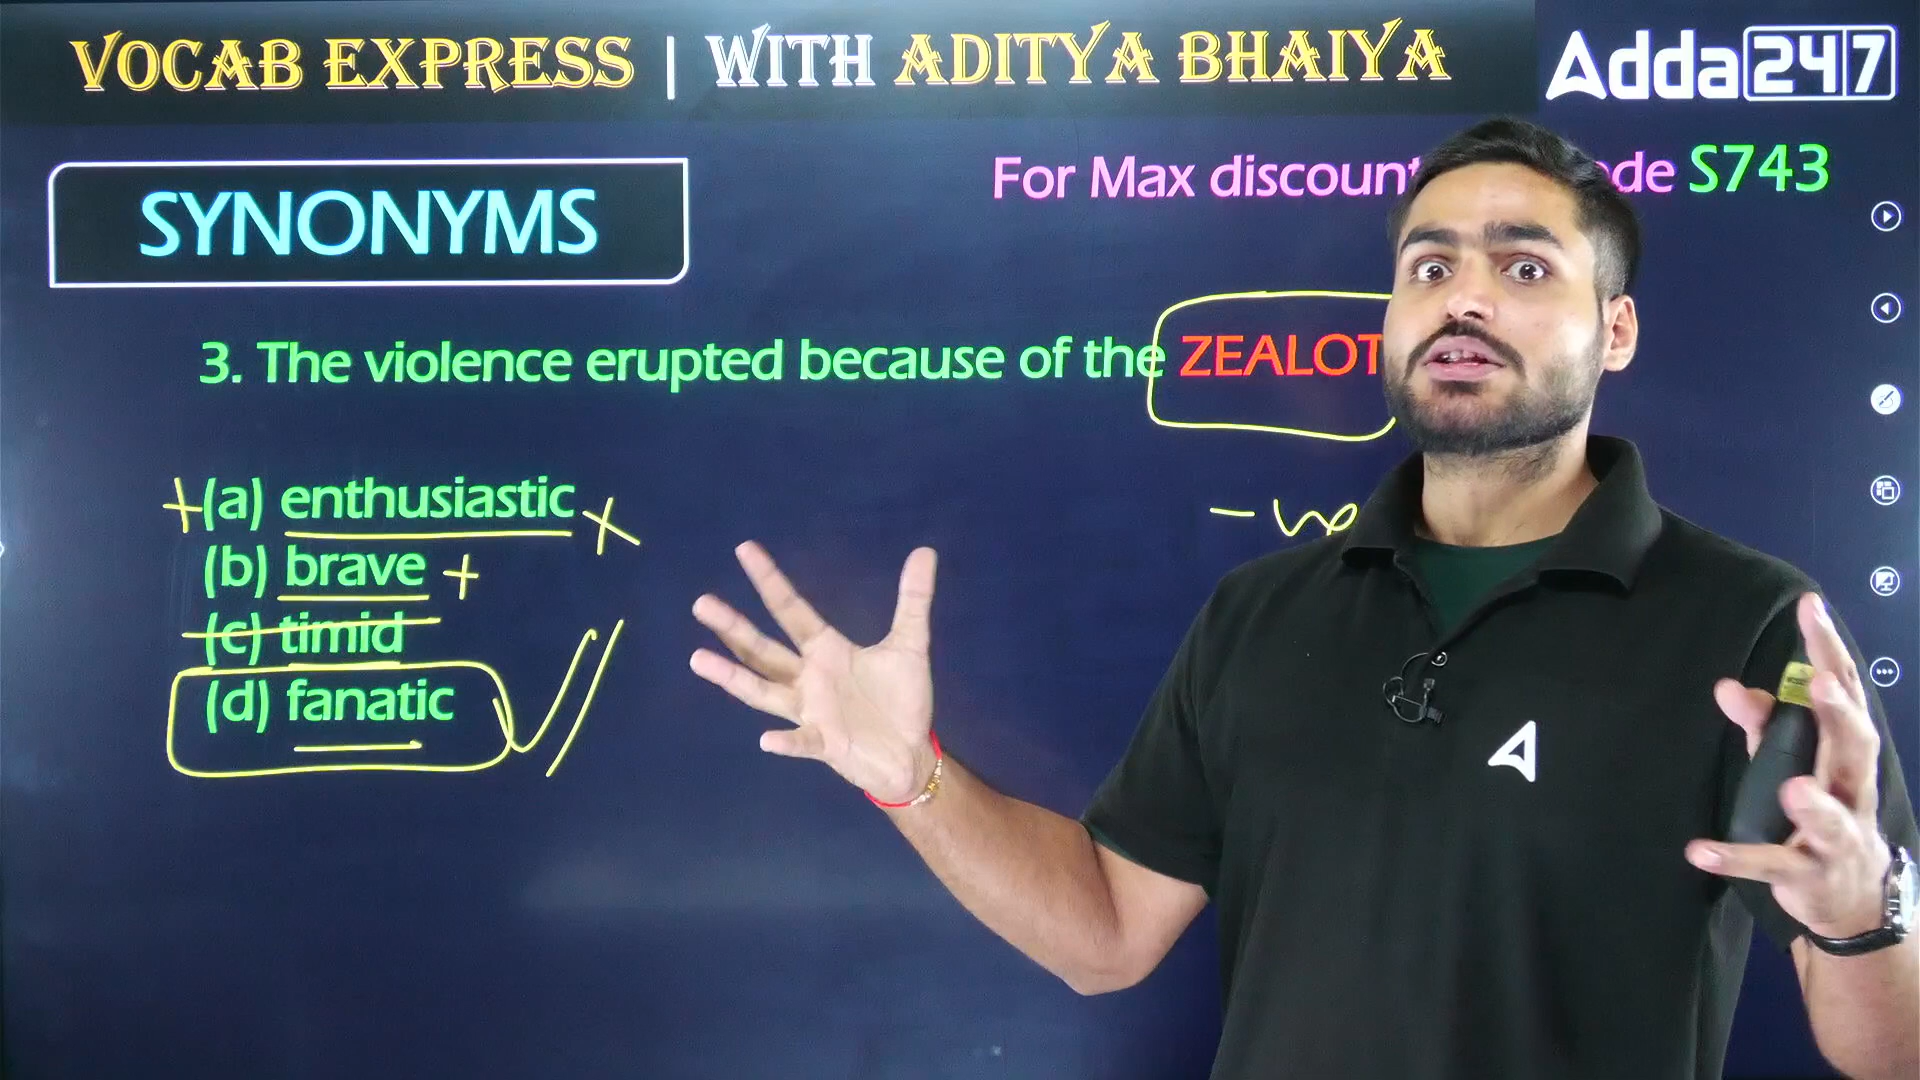 VOCAB EXPRESS | WITH ADITYA BHAIYA
Adda247
For Max discount ode S743
SYNONYMS
3. The violence erupted because of the ZEALOT
+(a) enthusiastic x
(b) brave +
(c) timid
(d) fanatic